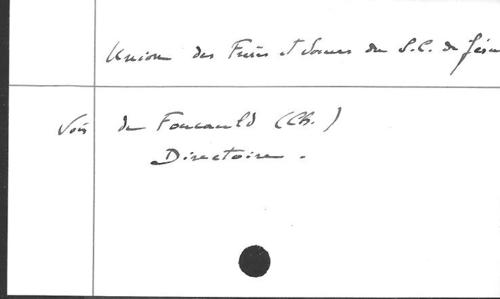 Union des Frères et Soeurs du S.C. de Jésus
Voir de Foucauld (Ch.)
Directoire.